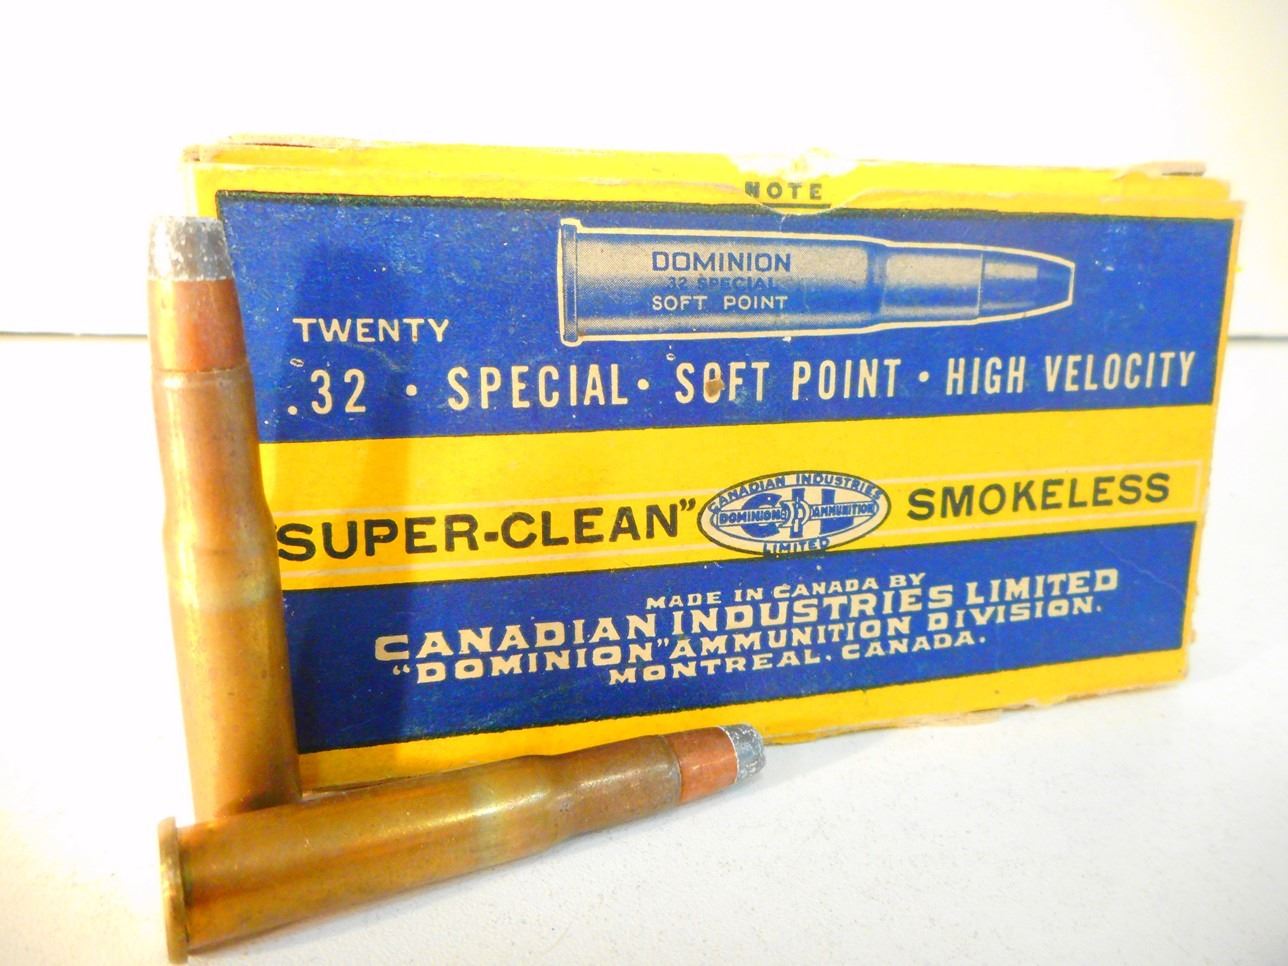 NOTE
DOMINION
32 SPECIAL
SOFT POINT
TWENTY
.32 · SPECIAL · SOFT POINT · HIGH VELOCITY
"SUPER-CLEAN" SMOKELESS
CANADIAN INDUSTRIES
CIL
DOMINION AMMUNITION
LIMITED
MADE IN CANADA BY
CANADIAN INDUSTRIES LIMITED
"DOMINION" AMMUNITION DIVISION.
MONTREAL, CANADA.